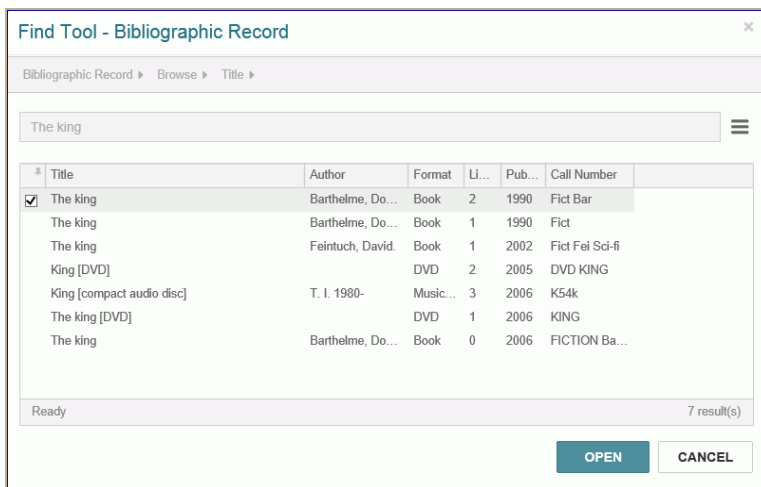 Find Tool - Bibliographic Record
Bibliographic Record Browse Title
The king
Title Author Format Li... Pub... Call Number
The king Barthelme, Do... Book 2 1990 Fict Bar
The king Barthelme, Do... Book 1 1990 Fict
The king Feintuch, David. Book 1 2002 Fict Fei Sci-fi
King [DVD] DVD 2 2005 DVD KING
King [compact audio disc] T. I. 1980- Music... 3 2006 K54k
The king [DVD] DVD 1 2006 KING
The king Barthelme, Do... Book 0 2006 FICTION Ba...
Ready 7 result(s)
OPEN CANCEL